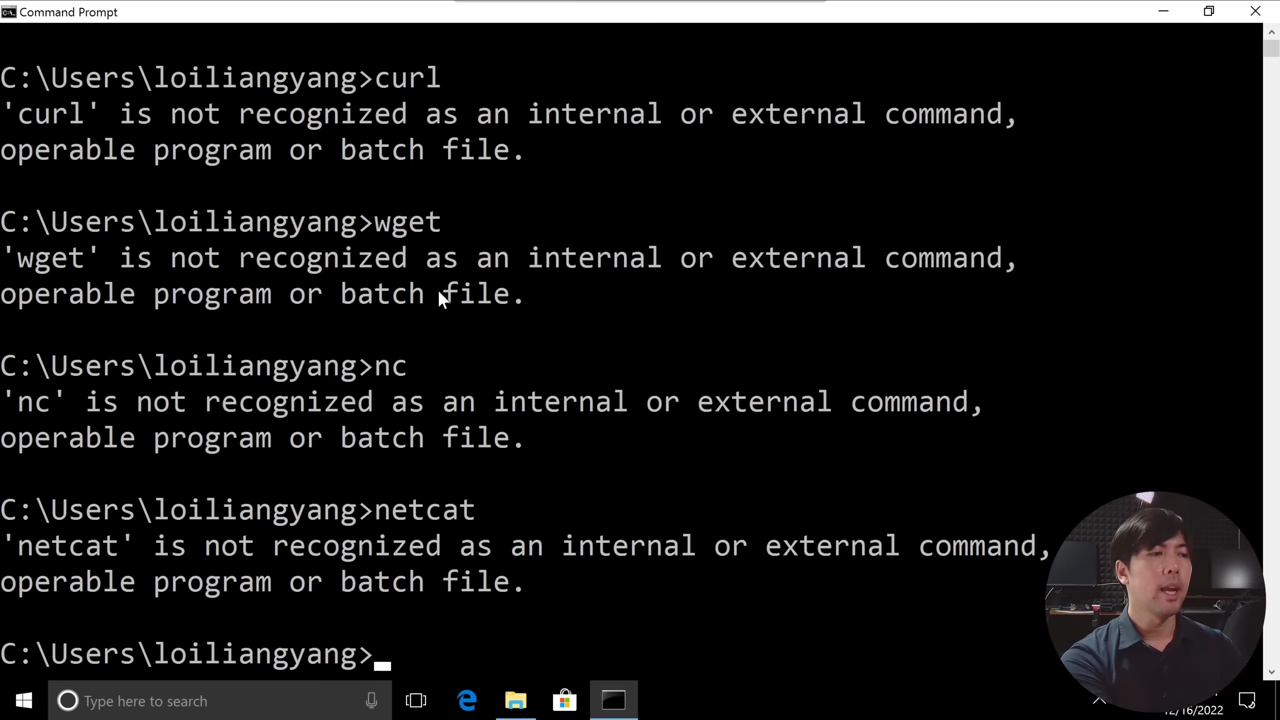 Command Prompt
C:\Users\loiliangyang>curl
'curl' is not recognized as an internal or external command,
operable program or batch file.
C:\Users\loiliangyang>wget
'wget' is not recognized as an internal or external command,
operable program or batch file.
C:\Users\loiliangyang>nc
'nc' is not recognized as an internal or external command,
operable program or batch file.
C:\Users\loiliangyang>netcat
'netcat' is not recognized as an internal or external command,
operable program or batch file.
C:\Users\loiliangyang>
Type here to search
12/16/2022